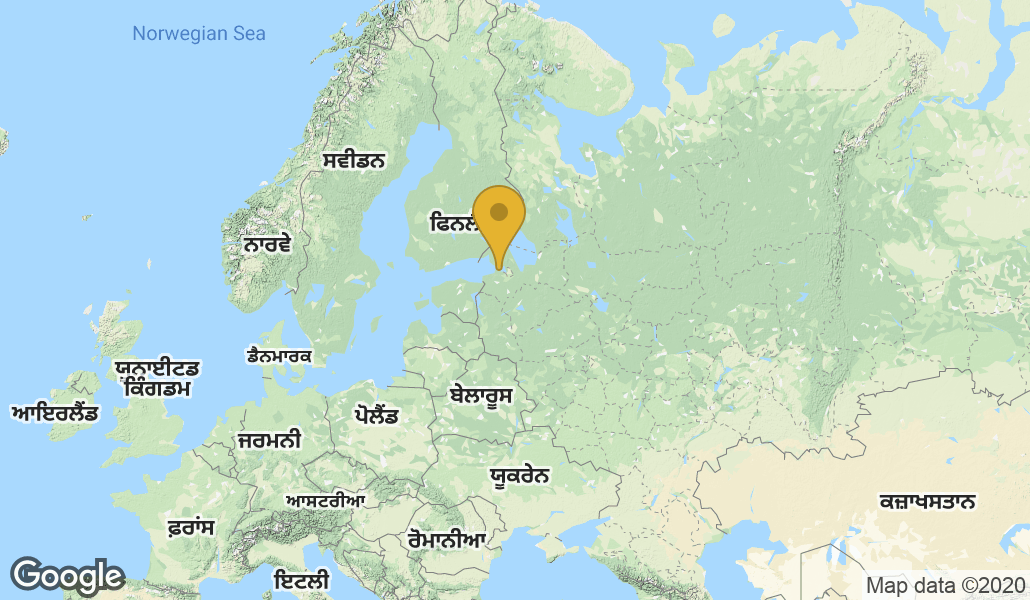 Norwegian Sea
ਸਵੀਡਨ
ਨਾਰਵੇ
ਡੈਨਮਾਰਕ
ਯੂਨਾਈਟਡ
ਕਿੰਗਡਮ
ਆਇਰਲੈਂਡ
ਬੇਲਾਰੂਸ
ਪੋਲੈਂਡ
ਜਰਮਨੀ
ਯੂਕਰੇਨ
ਆਸਟਰੀਆ
ਕਜ਼ਾਖਸਤਾਨ
ਫ਼ਰਾਂਸ
ਰੋਮਾਨੀਆ
ਇਟਲੀ
Google
Map data ©2020